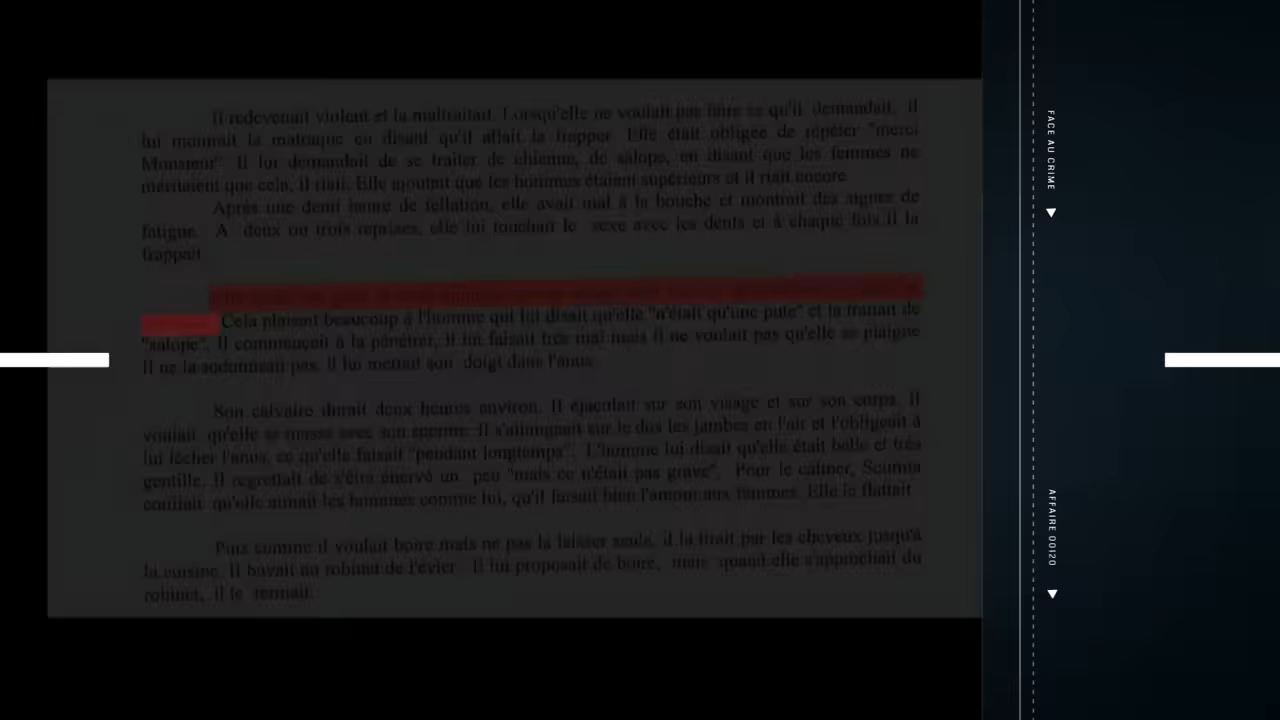 Il redevenait violent et la maltraitait. Lorsqu'elle ne voulait pas faire ce qu'il demandait, il
lui montrait la matraque en disant qu'il allait la frapper. Elle était obligée de répéter "merci
Monsieur". Il lui demandait de se traiter de chienne, de salope, en disant que les femmes ne
méritaient que cela, il riait. Elle ajoutait que les hommes étaient supérieurs et il riait encore
Après une demi heure de fellation, elle avait mal à la bouche et montrait des signes de
fatigue. A deux ou trois reprises, elle lui touchait le sexe avec les dents et à chaque fois il la
frappait
Cela plaisait beaucoup à l'homme qui lui disait qu'elle "n'était qu'une pute" et la traitait de
"salope". Il commençait à la pénétrer, il lui faisait très mal mais il ne voulait pas qu'elle se plaigne
Il ne la sodomisait pas, il lui mettait son doigt dans l'anus.
Son calvaire durait deux heures environ. Il éjaculait sur son visage et sur son corps. Il
voulait qu'elle se masse avec son sperme. Il s'allongeait sur le dos les jambes en l'air et l'obligeait à
lui lécher l'anus, ce qu'elle faisait "pendant longtemps". L'homme lui disait qu'elle était belle et très
gentille. Il regrettait de s'être énervé un peu "mais ce n'était pas grave". Pour le calmer, Soumia
confiait qu'elle aimait les hommes comme lui, qu'il faisait bien l'amour aux femmes. Elle le flattait
Puis comme il voulait boire mais ne pas la laisser seule, il la tirait par les cheveux jusqu'à
la cuisine. Il buvait au robinet de l'évier. Il lui proposait de boire, mais quand elle s'approchait du
robinet, il le fermait.
FACE AU CRIME
AFFAIRE 00120